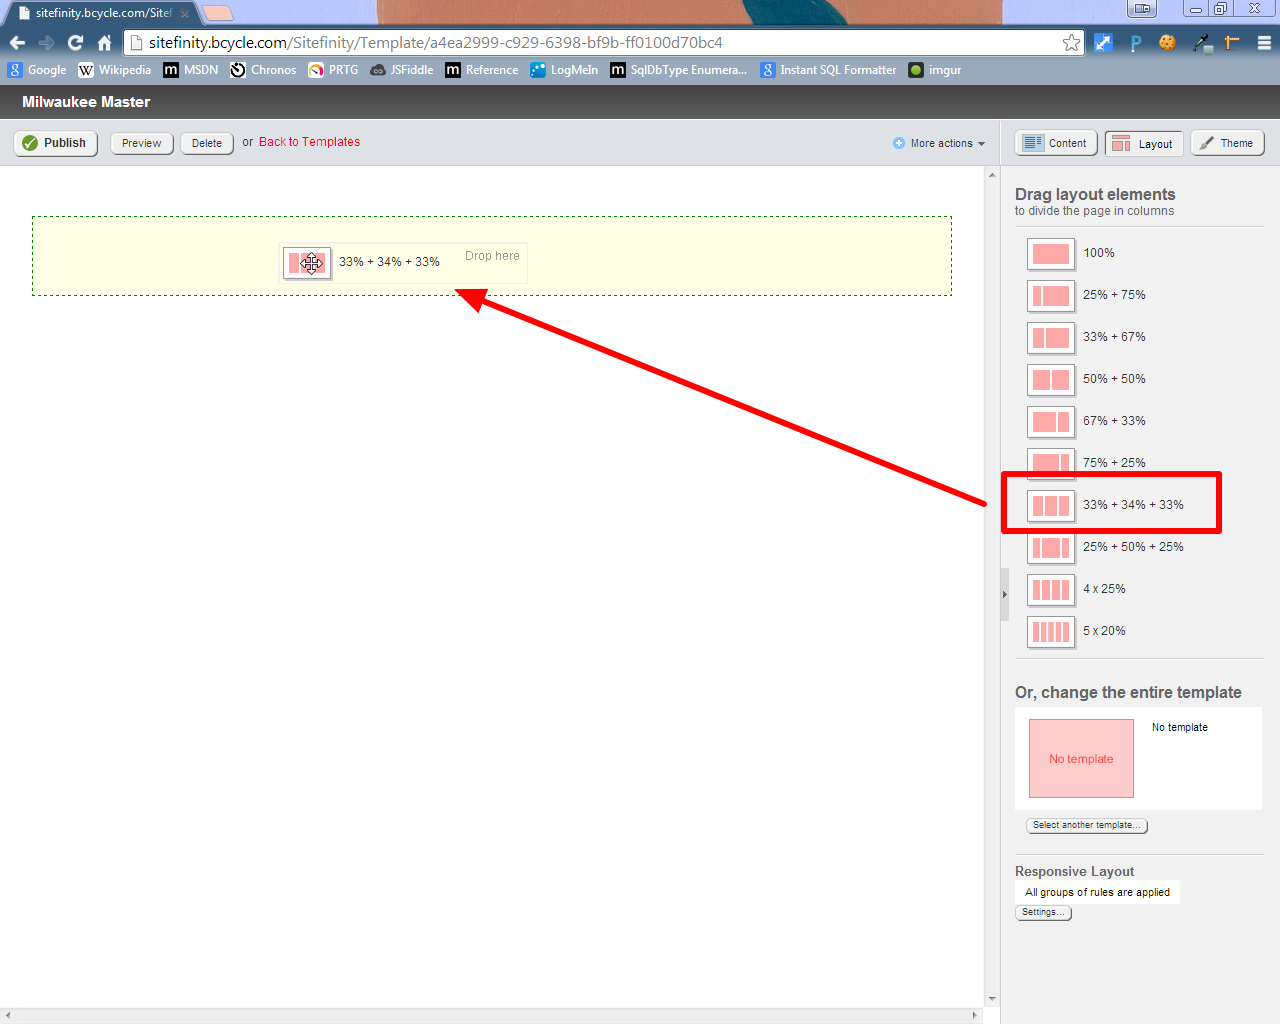 sitefinity.bcycle.com/Sitef
sitefinity.bcycle.com/Sitefinity/Template/a4ea2999-c929-6398-bf9b-ff0100d70bc4
Google Wikipedia MSDN Chronos PRTG JSFiddle Reference LogMeIn SqlDbType Enumera... Instant SQL Formatter imgur
Milwaukee Master
Publish Preview Delete or Back to Templates More actions Content Layout Theme
Drag layout elements
to divide the page in columns
33% + 34% + 33% Drop here
100%
25% + 75%
33% + 67%
50% + 50%
67% + 33%
75% + 25%
33% + 34% + 33%
25% + 50% + 25%
4 x 25%
5 x 20%
Or, change the entire template
No template
No template
Select another template...
Responsive Layout
All groups of rules are applied
Settings...